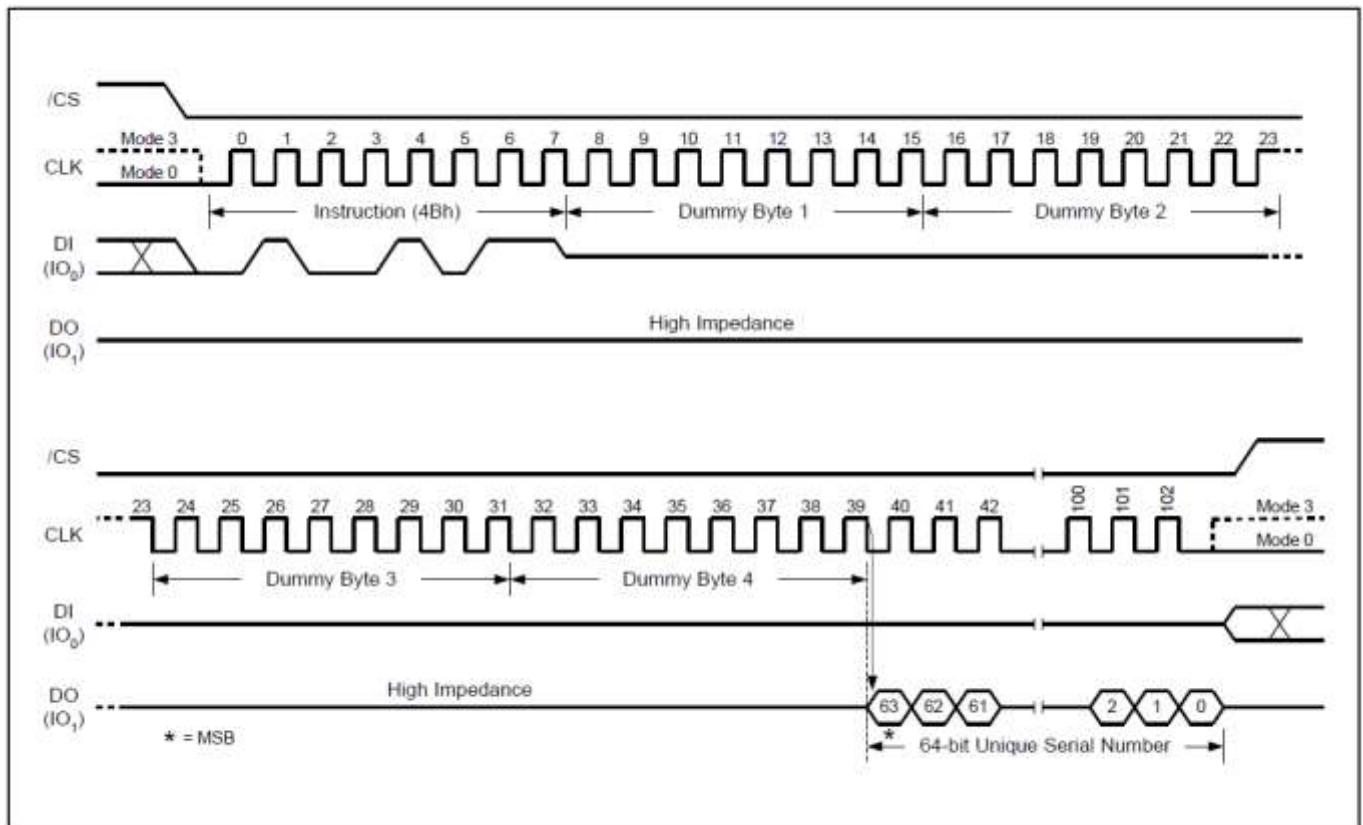 /CS
Mode 3 0 1 2 3 4 5 6 7 8 9 10 11 12 13 14 15 16 17 18 19 20 21 22 23
CLK
Mode 0
Instruction (4Bh) Dummy Byte 1 Dummy Byte 2
DI
(IO0)
High Impedance
DO
(IO1)
/CS
23 24 25 26 27 28 29 30 31 32 33 34 35 36 37 38 39 40 41 42 100 101 102 Mode 3
CLK
Mode 0
Dummy Byte 3 Dummy Byte 4
DI
(IO0)
High Impedance
DO
(IO1)
63 62 61 2 1 0
* = MSB
* 64-bit Unique Serial Number